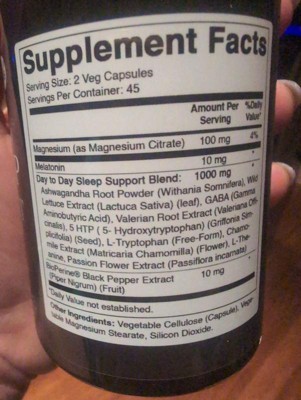 Supplement Facts
Serving Size: 2 Veg Capsules
Servings Per Container: 45
Amount Per Serving %Daily Value*
Magnesium (as Magnesium Citrate) 100 mg 4%
Melatonin 10 mg *
Day to Day Sleep Support Blend: 1000 mg *
Ashwagandha Root Powder (Withania Somnifera), Wild
Lettuce Extract (Lactuca Sativa) (leaf), GABA (Gamma
Aminobutyric Acid), Valerian Root Extract (Valeriana Offi-
cinalis), 5 HTP ( 5- Hydroxytryptophan) (Griffonia Sim-
plicifolia) (Seed), L-Tryptophan (Free-Form), Chamo-
mile Extract (Matricaria Chamomilla) (Flower), L-The-
anine, Passion Flower Extract (Passiflora incarnata)
BioPerine® Black Pepper Extract 10 mg *
(Piper Nigrum) (Fruit)
*Daily Value not established.
Other Ingredients: Vegetable Cellulose (Capsule), Vege-
table Magnesium Stearate, Silicon Dioxide.